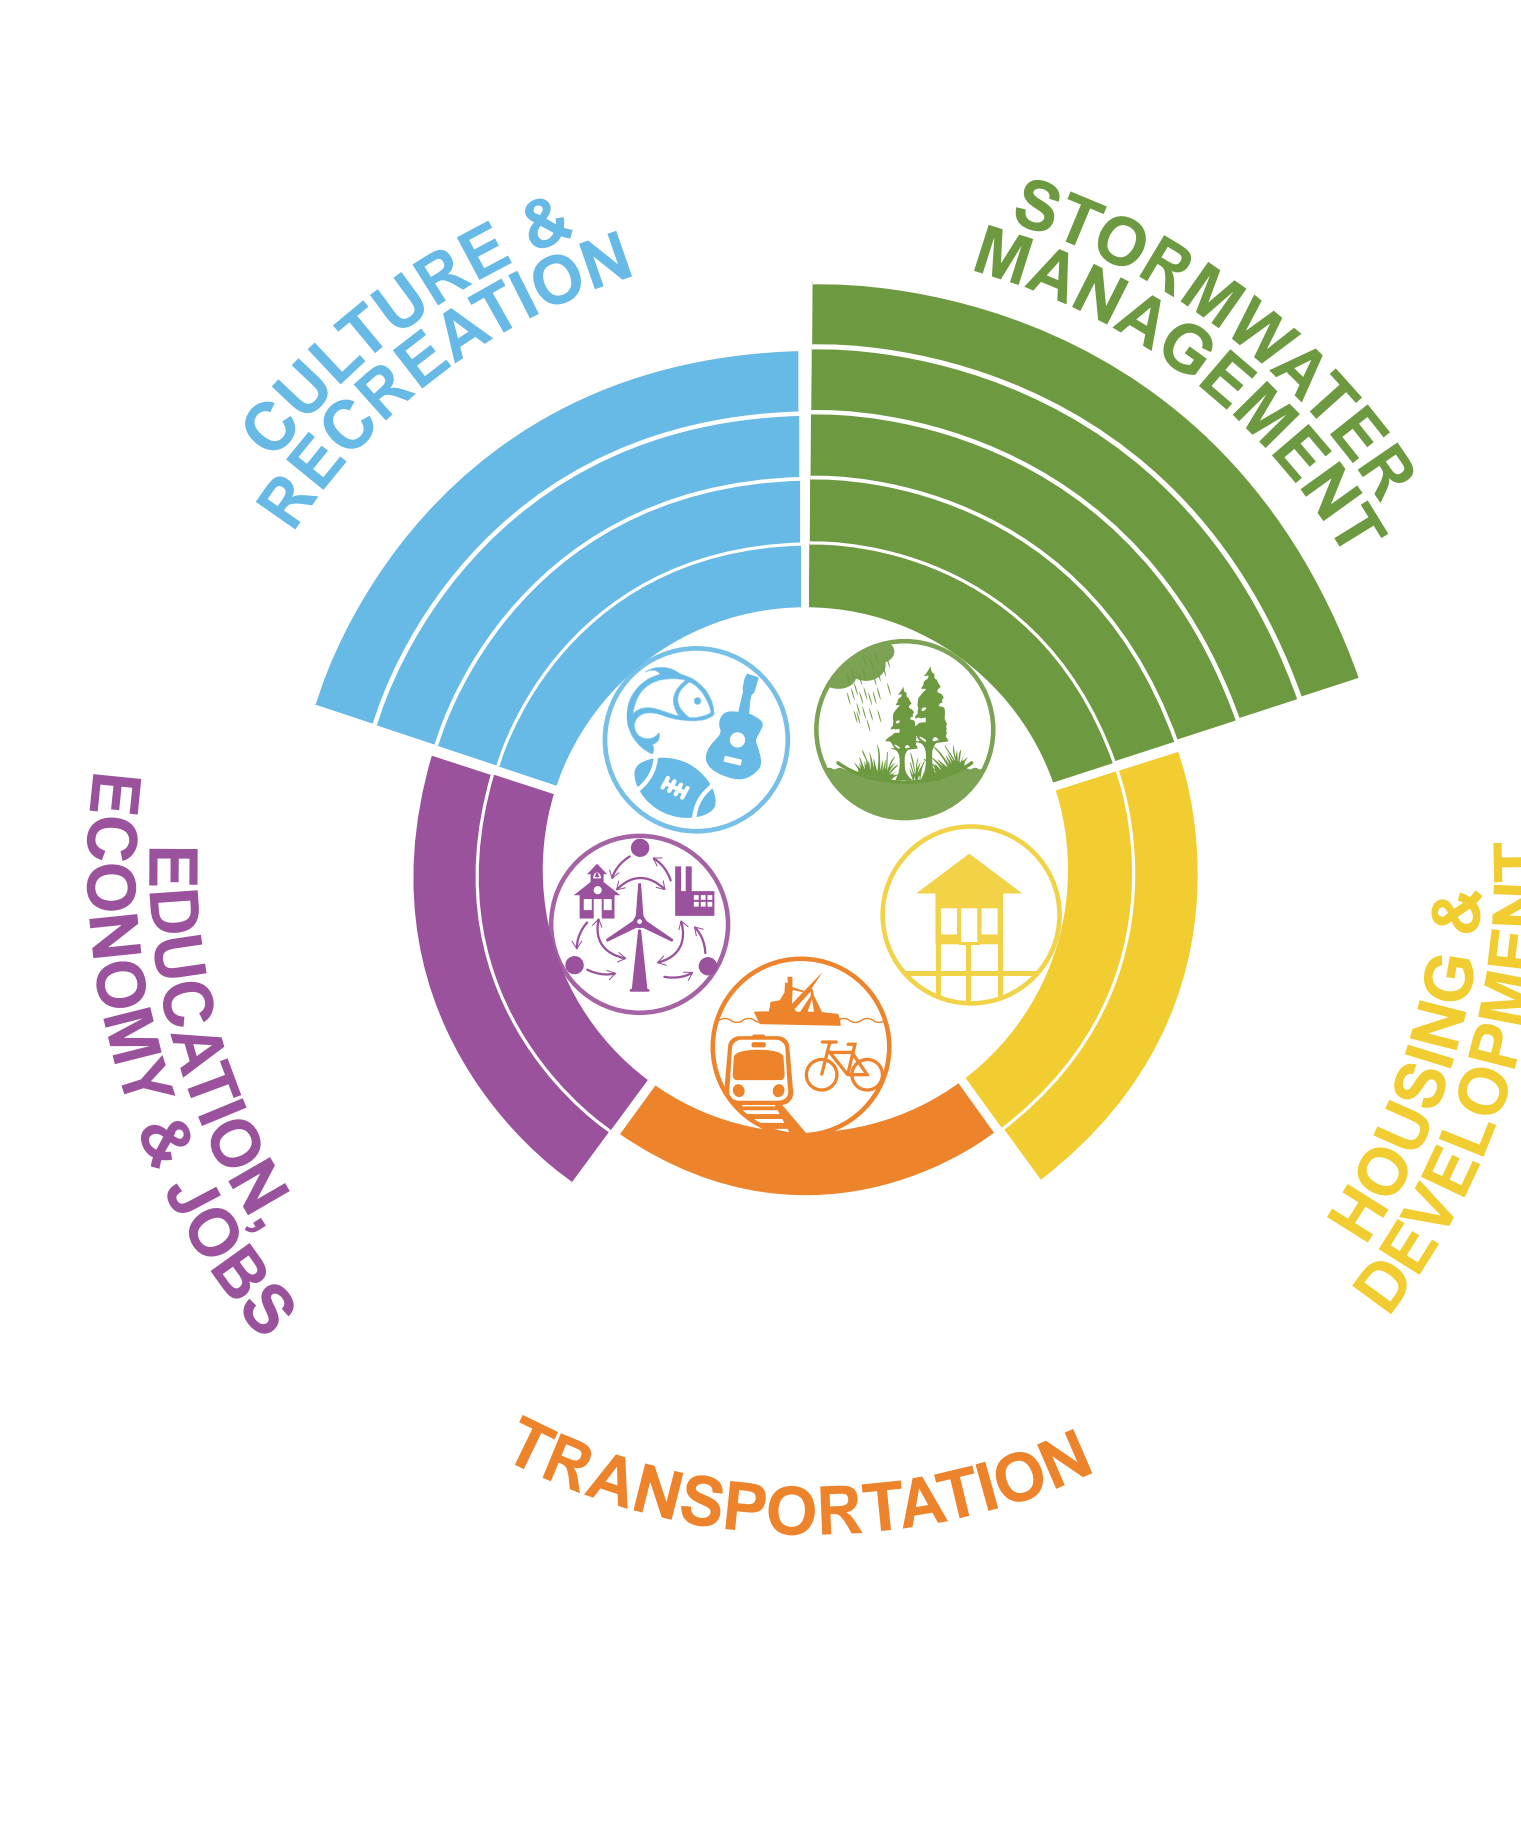 CULTURE &
RECREATION
STORMWATER
MANAGEMENT
EDUCATION,
ECONOMY & JOBS
HOUSING &
DEVELOPMENT
TRANSPORTATION